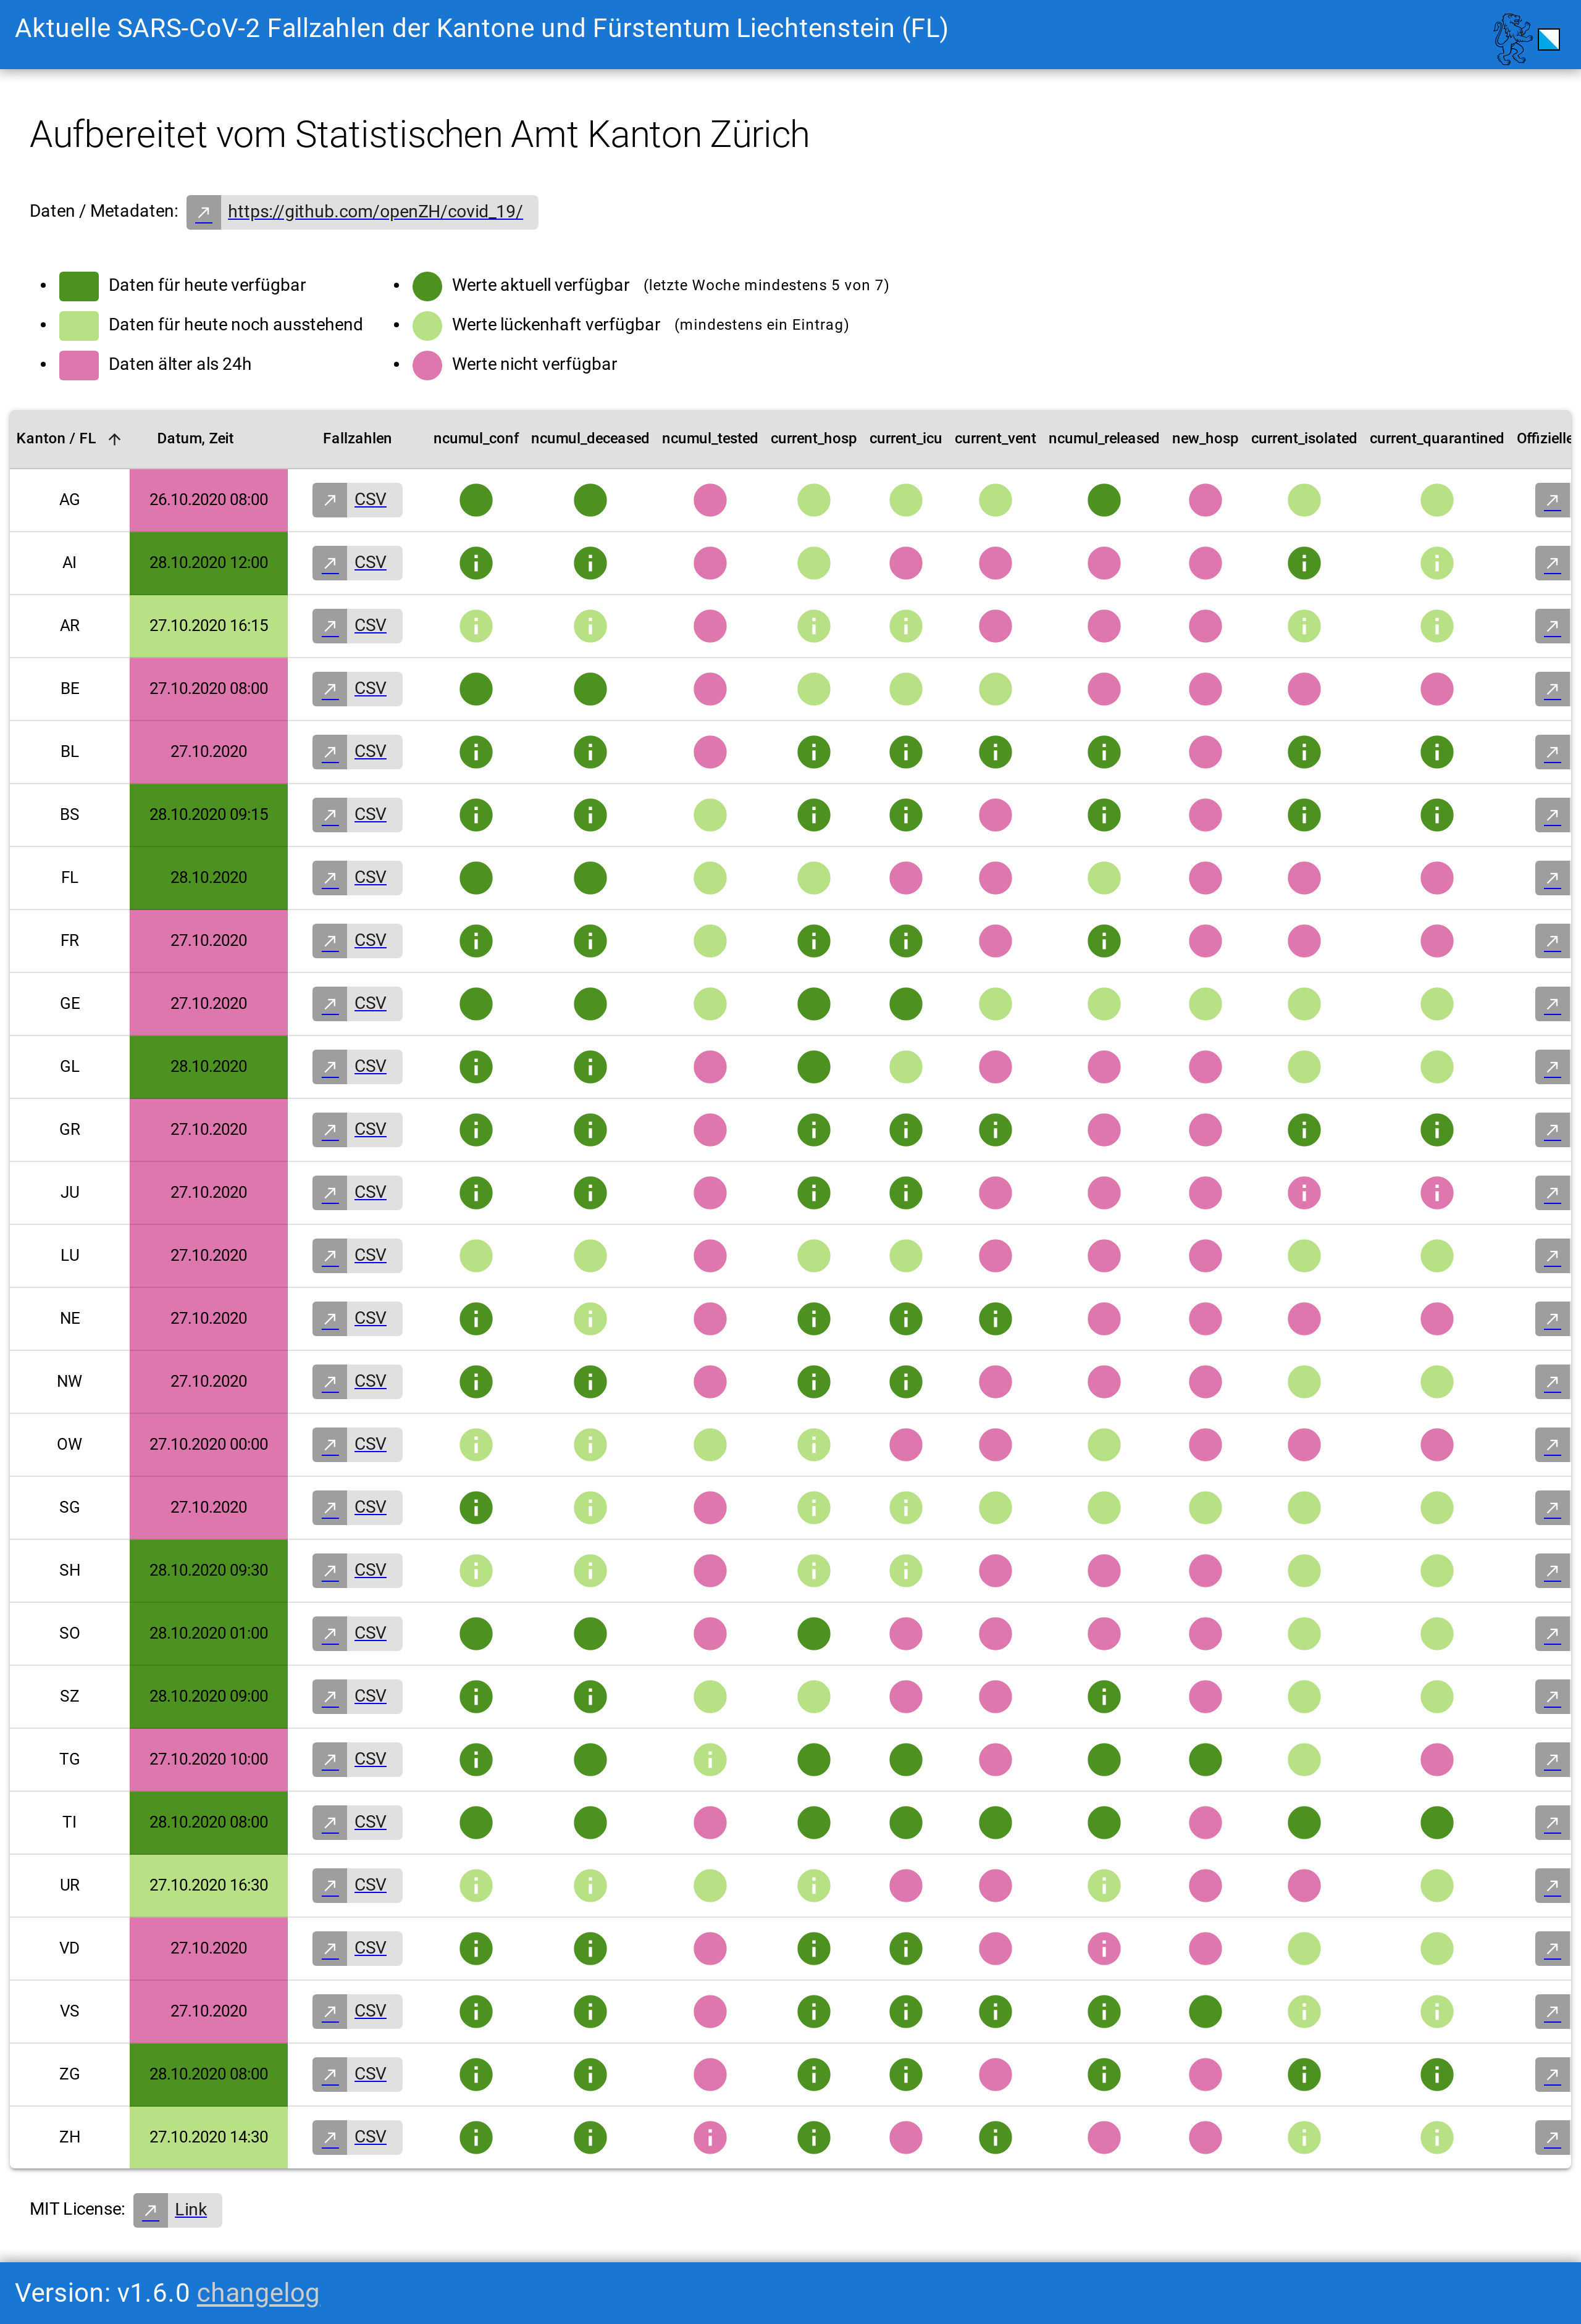 Aktuelle SARS-CoV-2 Fallzahlen der Kantone und Fürstentum Liechtenstein (FL)
Aufbereitet vom Statistischen Amt Kanton Zürich
Daten / Metadaten: https://github.com/openZH/covid_19/
Daten für heute verfügbar
Daten für heute noch ausstehend
Daten älter als 24h
Werte aktuell verfügbar (letzte Woche mindestens 5 von 7)
Werte lückenhaft verfügbar (mindestens ein Eintrag)
Werte nicht verfügbar
Kanton / FL Datum, Zeit Fallzahlen ncumul_conf ncumul_deceased ncumul_tested current_hosp current_icu current_vent ncumul_released new_hosp current_isolated current_quarantined Offizielle
AG 26.10.2020 08:00 CSV
AI 28.10.2020 12:00 CSV
AR 27.10.2020 16:15 CSV
BE 27.10.2020 08:00 CSV
BL 27.10.2020 CSV
BS 28.10.2020 09:15 CSV
FL 28.10.2020 CSV
FR 27.10.2020 CSV
GE 27.10.2020 CSV
GL 28.10.2020 CSV
GR 27.10.2020 CSV
JU 27.10.2020 CSV
LU 27.10.2020 CSV
NE 27.10.2020 CSV
NW 27.10.2020 CSV
OW 27.10.2020 00:00 CSV
SG 27.10.2020 CSV
SH 28.10.2020 09:30 CSV
SO 28.10.2020 01:00 CSV
SZ 28.10.2020 09:00 CSV
TG 27.10.2020 10:00 CSV
TI 28.10.2020 08:00 CSV
UR 27.10.2020 16:30 CSV
VD 27.10.2020 CSV
VS 27.10.2020 CSV
ZG 28.10.2020 08:00 CSV
ZH 27.10.2020 14:30 CSV
MIT License: Link
Version: v1.6.0 changelog